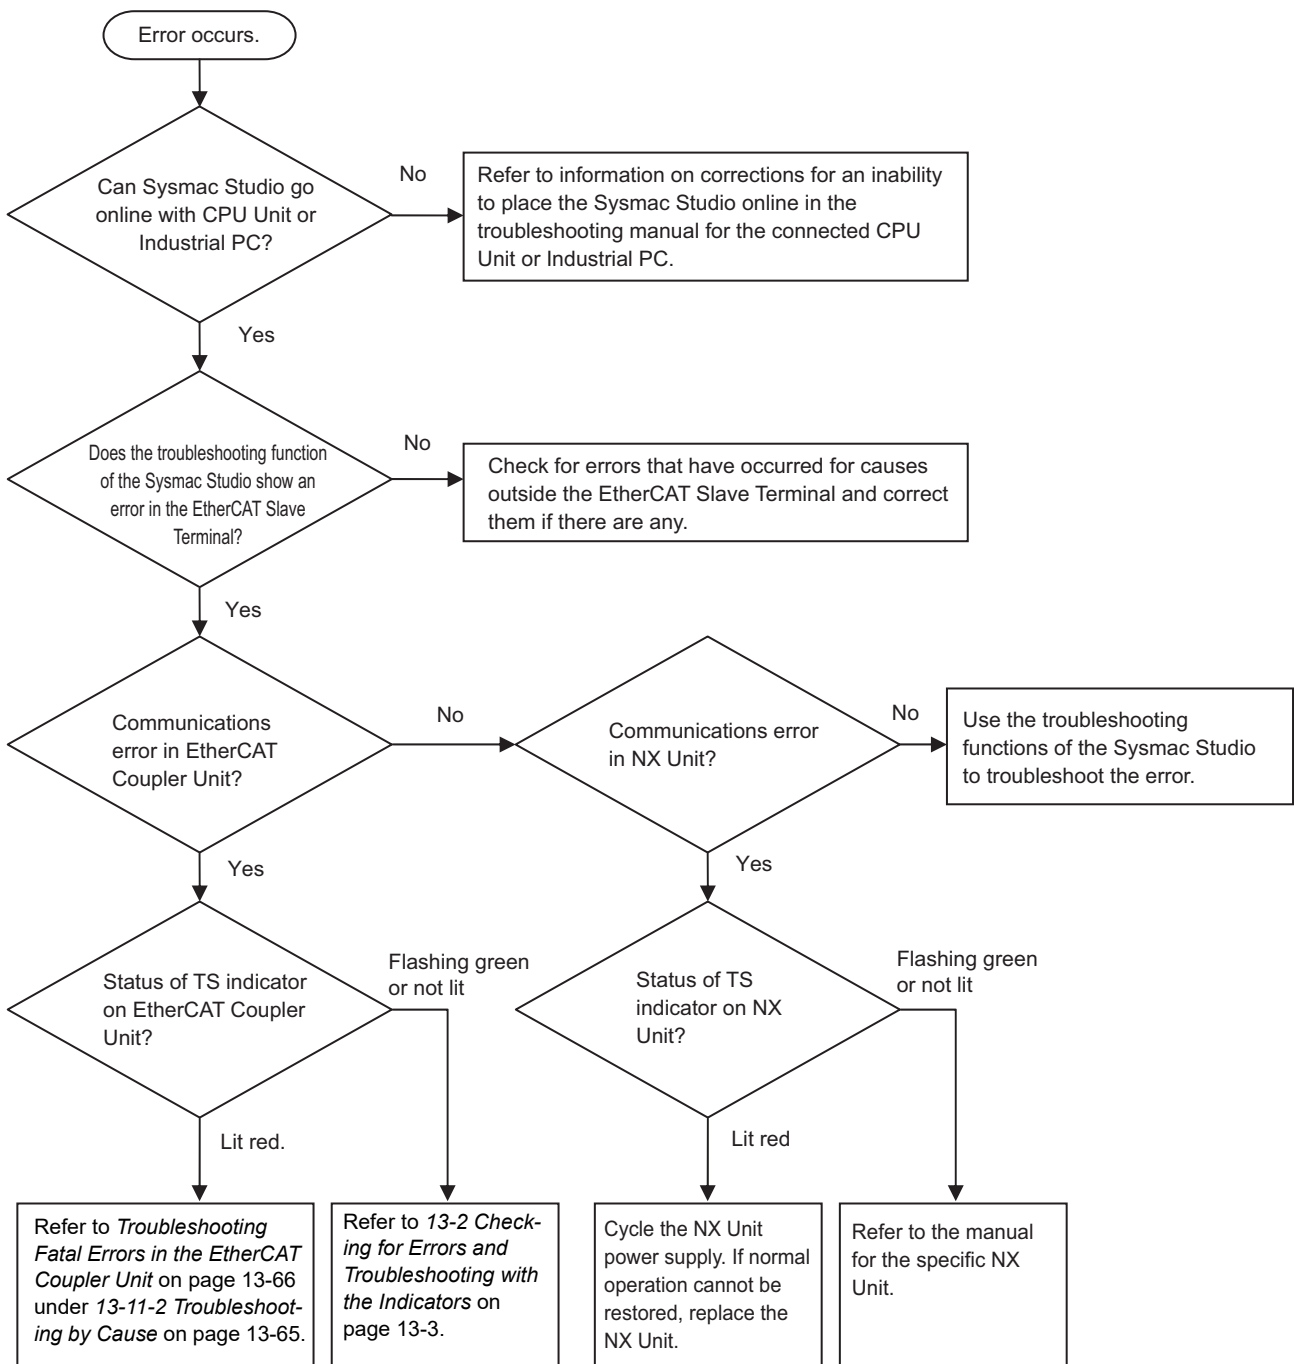 Error occurs.
Can Sysmac Studio go
online with CPU Unit or
Industrial PC?
No
Refer to information on corrections for an inability
to place the Sysmac Studio online in the
troubleshooting manual for the connected CPU
Unit or Industrial PC.
Yes
Does the troubleshooting function
of the Sysmac Studio show an
error in the EtherCAT Slave
Terminal?
No
Check for errors that have occurred for causes
outside the EtherCAT Slave Terminal and correct
them if there are any.
Yes
Communications
error in EtherCAT
Coupler Unit?
No
Communications error
in NX Unit?
No
Use the troubleshooting
functions of the Sysmac Studio
to troubleshoot the error.
Yes
Yes
Status of TS indicator
on EtherCAT Coupler
Unit?
Flashing green
or not lit
Status of TS
indicator on NX
Unit?
Flashing green
or not lit
Lit red.
Lit red
Refer to Troubleshooting
Fatal Errors in the EtherCAT
Coupler Unit on page 13-66
under 13-11-2 Troubleshoot-
ing by Cause on page 13-65.
Refer to 13-2 Check-
ing for Errors and
Troubleshooting with
the Indicators on
page 13-3.
Cycle the NX Unit
power supply. If normal
operation cannot be
restored, replace the
NX Unit.
Refer to the manual
for the specific NX
Unit.